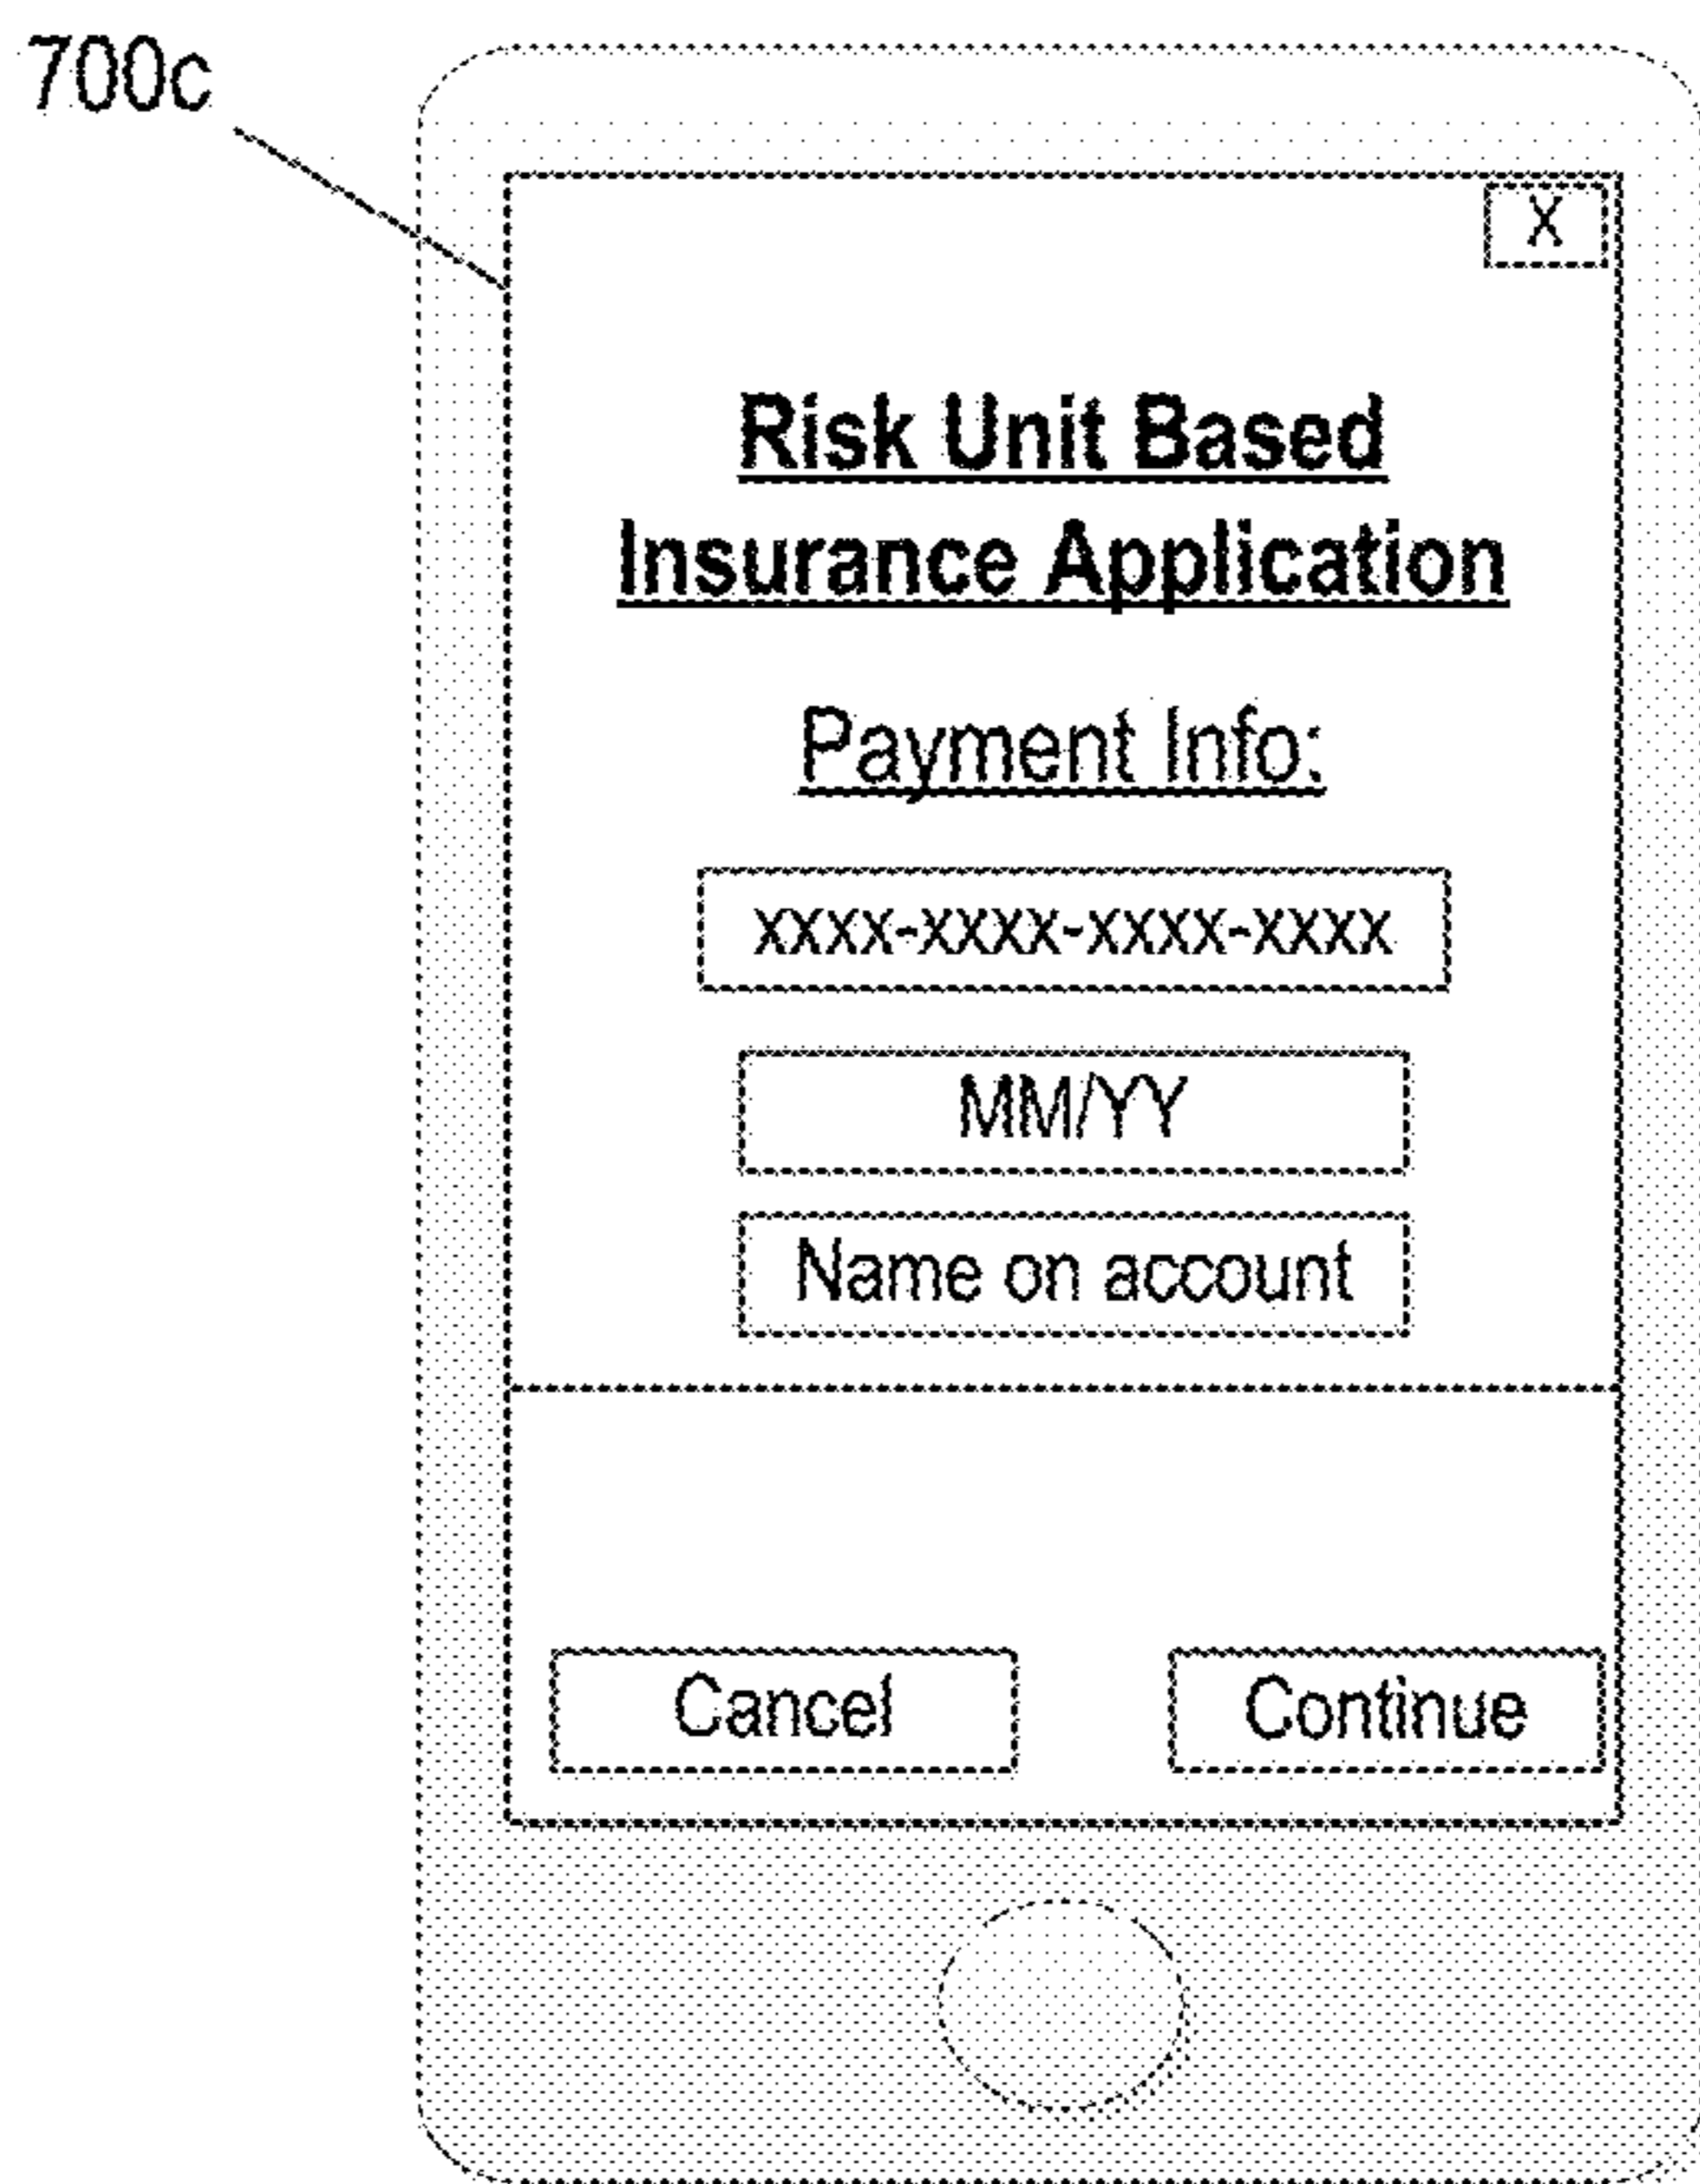 700c
X
Risk Unit Based
Insurance Application
Payment Info:
xxxx-xxxx-xxxx-xxxx
MM/YY
Name on account
Cancel
Continue